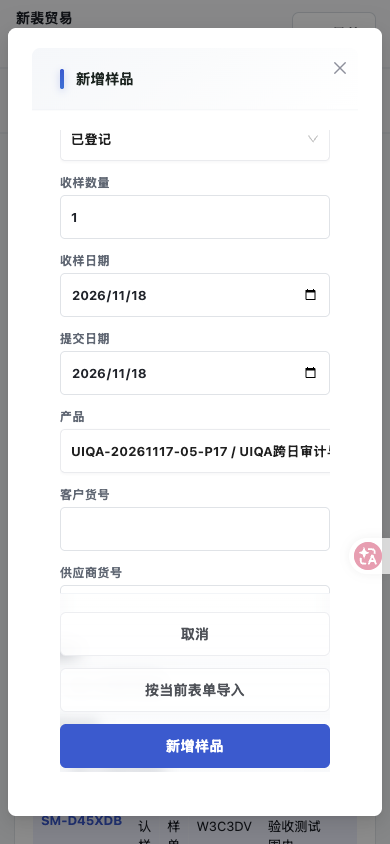 新裴贸易
新增样品
已登记
收样数量
1
收样日期
2026/11/18
提交日期
2026/11/18
产品
UIQA-20261117-05-P17 / UIQA跨日审计
客户货号
供应商货号
取消
按当前表单导入
新增样品
SM-D45XDB
认 样 W3C3DV 验收测试